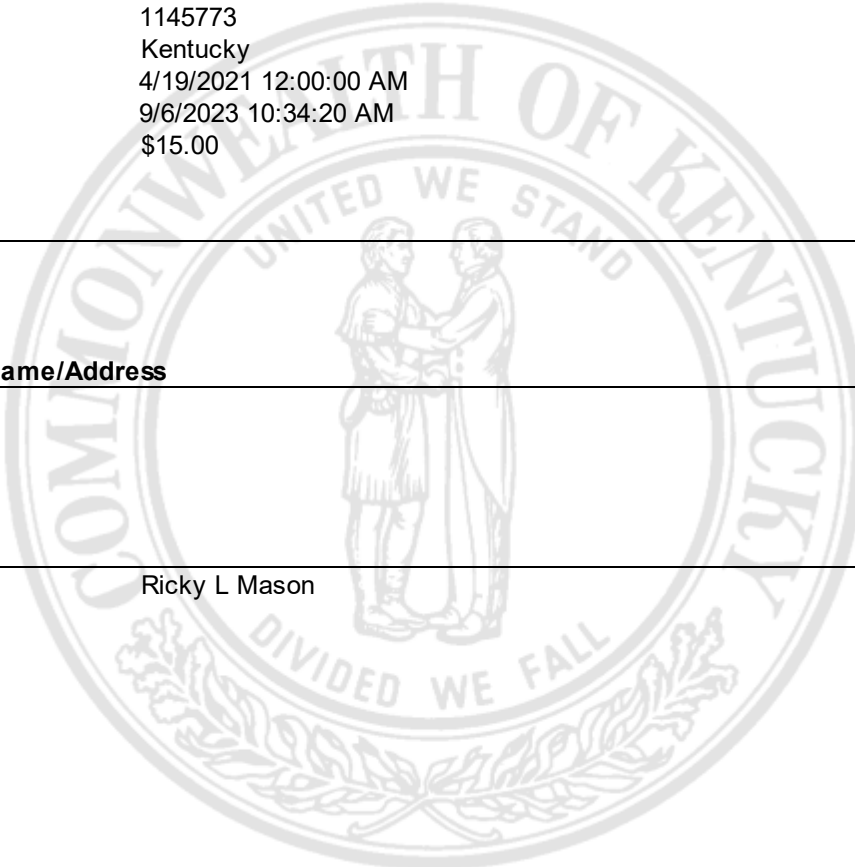 1145773
Kentucky
4/19/2021 12:00:00 AM
9/6/2023 10:34:20 AM
$15.00
COMMONWEALTH OF KENTUCKY
UNITED WE STAND
ame/Address
Ricky L Mason
DIVIDED WE FALL